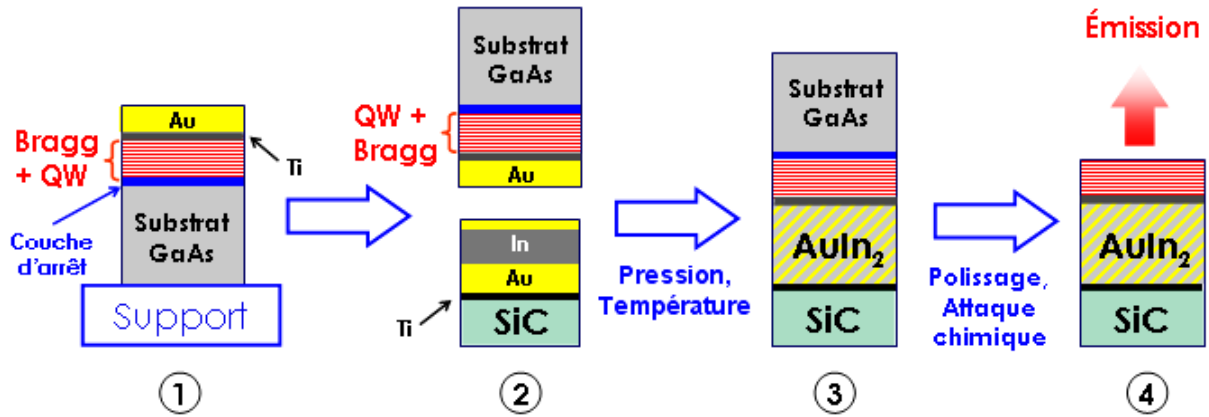 Au
Bragg
+ QW
Ti
Couche
d'arrêt
Substrat
GaAs
Support
1
Substrat
GaAs
QW +
Bragg
Au
In
Au
Ti
SiC
2
Pression,
Température
Substrat
GaAs
AuIn2
SiC
3
Polissage,
Attaque
chimique
Émission
AuIn2
SiC
4